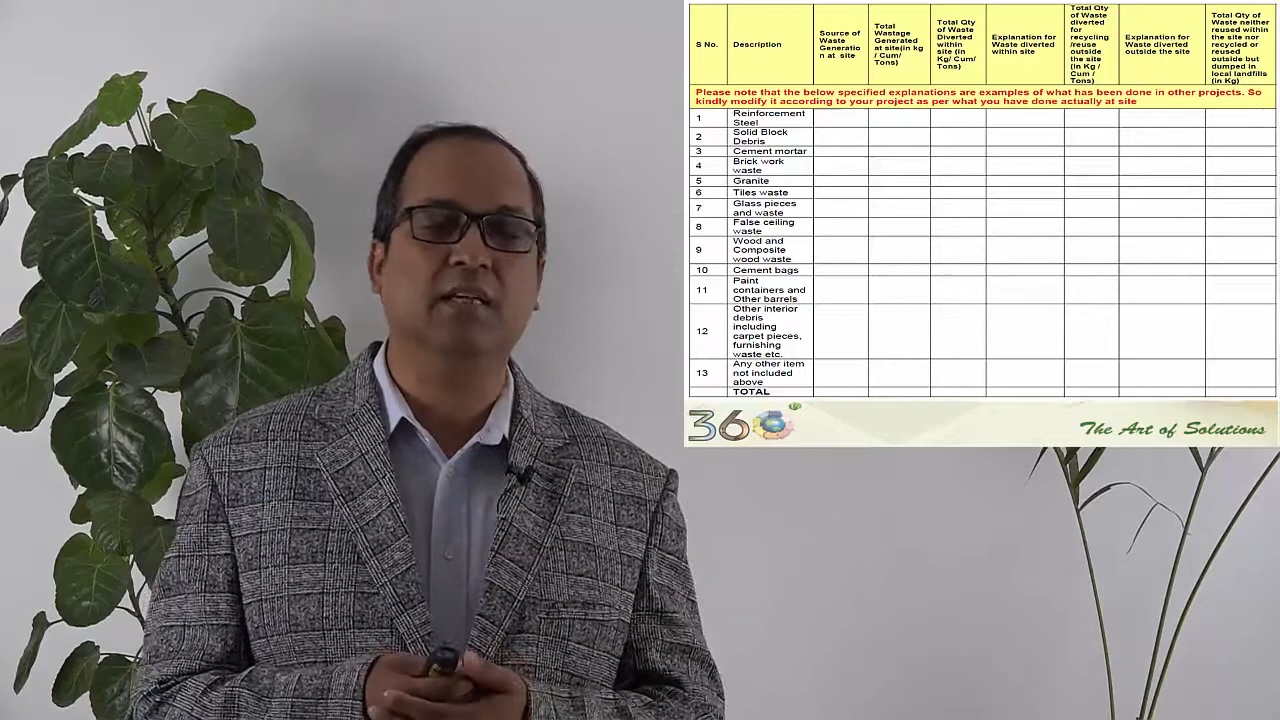 S No.
Description
Source of
Waste
Generatio
n at site
Total
Wastage
Generated
at site(in kg
/ Cum/
Tons)
Total Qty
of Waste
Diverted
within
site (in
Kg/ Cum/
Tons)
Explanation for
Waste diverted
within site
Total Qty
of Waste
diverted
for
recycling
/reuse
outside
the site
(in Kg /
Cum /
Tons)
Explanation for
Waste diverted
outside the site
Total Qty of
Waste neither
reused within
the site nor
recycled or
reused
outside but
dumped in
local landfills
(in Kg)
Please note that the below specified explanations are examples of what has been done in other projects. So
kindly modify it according to your project as per what you have done actually at site
1 Reinforcement
Steel
2 Solid Block
Debris
3 Cement mortar
4 Brick work
waste
5 Granite
6 Tiles waste
7 Glass pieces
and waste
8 False ceiling
waste
9 Wood and
Composite
wood waste
10 Cement bags
11 Paint
containers and
Other barrels
12 Other interior
debris
including
carpet pieces,
furnishing
waste etc.
13 Any other item
not included
above
TOTAL
360
The Art of Solutions